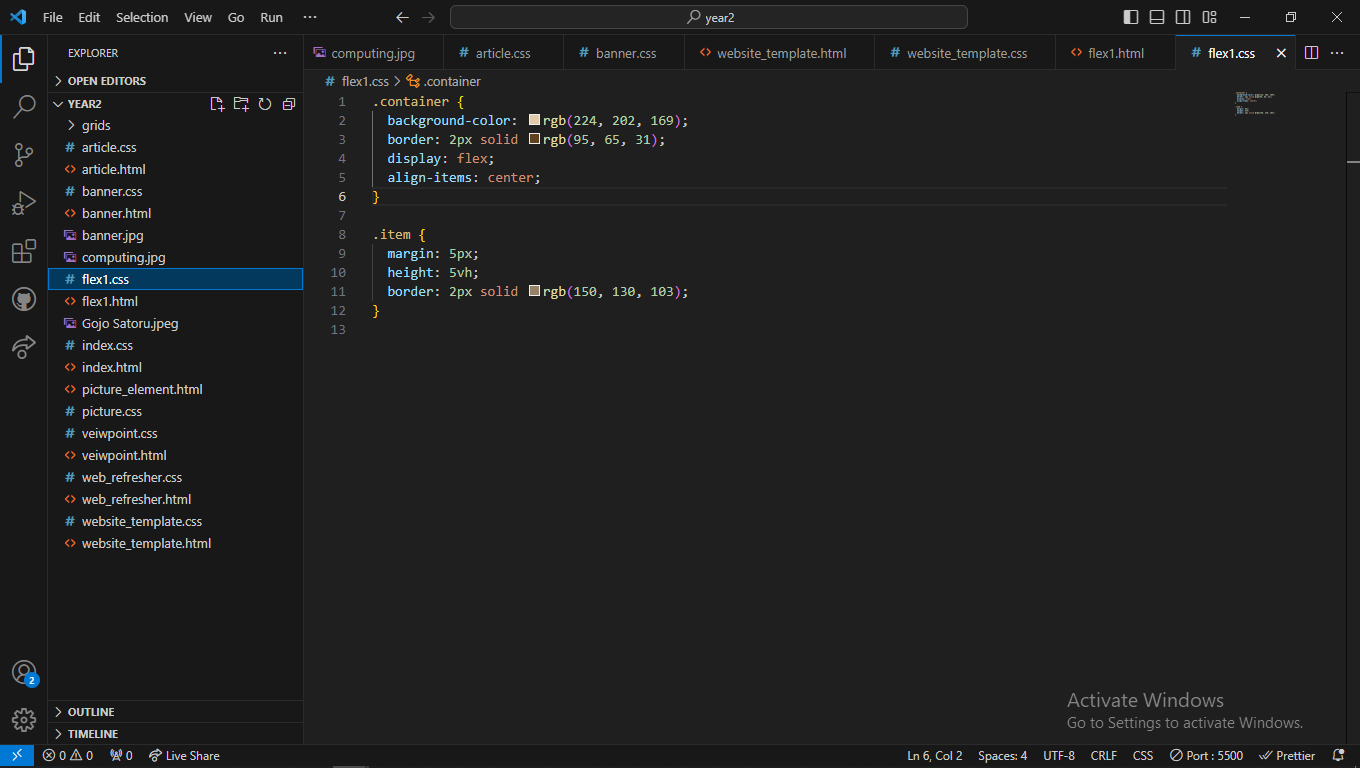 File Edit Selection View Go Run ···
year2
EXPLORER ···
OPEN EDITORS
YEAR2
grids
# article.css
<> article.html
# banner.css
<> banner.html
banner.jpg
computing.jpg
# flex1.css
<> flex1.html
Gojo Satoru.jpeg
# index.css
<> index.html
<> picture_element.html
# picture.css
# veiwpoint.css
<> veiwpoint.html
# web_refresher.css
<> web_refresher.html
# website_template.css
<> website_template.html
OUTLINE
TIMELINE
2
computing.jpg # article.css # banner.css <> website_template.html # website_template.css <> flex1.html # flex1.css ···
# flex1.css > .container
1 .container {
2 background-color: rgb(224, 202, 169);
3 border: 2px solid rgb(95, 65, 31);
4 display: flex;
5 align-items: center;
6 }
7
8 .item {
9 margin: 5px;
10 height: 5vh;
11 border: 2px solid rgb(150, 130, 103);
12 }
13
Activate Windows
Go to Settings to activate Windows.
0 0 0 Live Share Ln 6, Col 2 Spaces: 4 UTF-8 CRLF CSS Port : 5500 Prettier